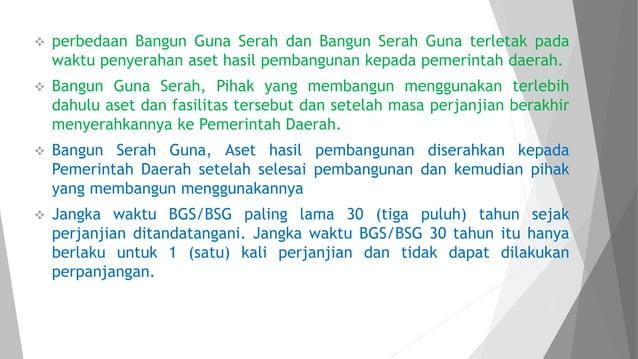 ❖ perbedaan Bangun Guna Serah dan Bangun Serah Guna terletak pada
waktu penyerahan aset hasil pembangunan kepada pemerintah daerah.
❖ Bangun Guna Serah, Pihak yang membangun menggunakan terlebih
dahulu aset dan fasilitas tersebut dan setelah masa perjanjian berakhir
menyerahkannya ke Pemerintah Daerah.
❖ Bangun Serah Guna, Aset hasil pembangunan diserahkan kepada
Pemerintah Daerah setelah selesai pembangunan dan kemudian pihak
yang membangun menggunakannya
❖ Jangka waktu BGS/BSG paling lama 30 (tiga puluh) tahun sejak
perjanjian ditandatangani. Jangka waktu BGS/BSG 30 tahun itu hanya
berlaku untuk 1 (satu) kali perjanjian dan tidak dapat dilakukan
perpanjangan.